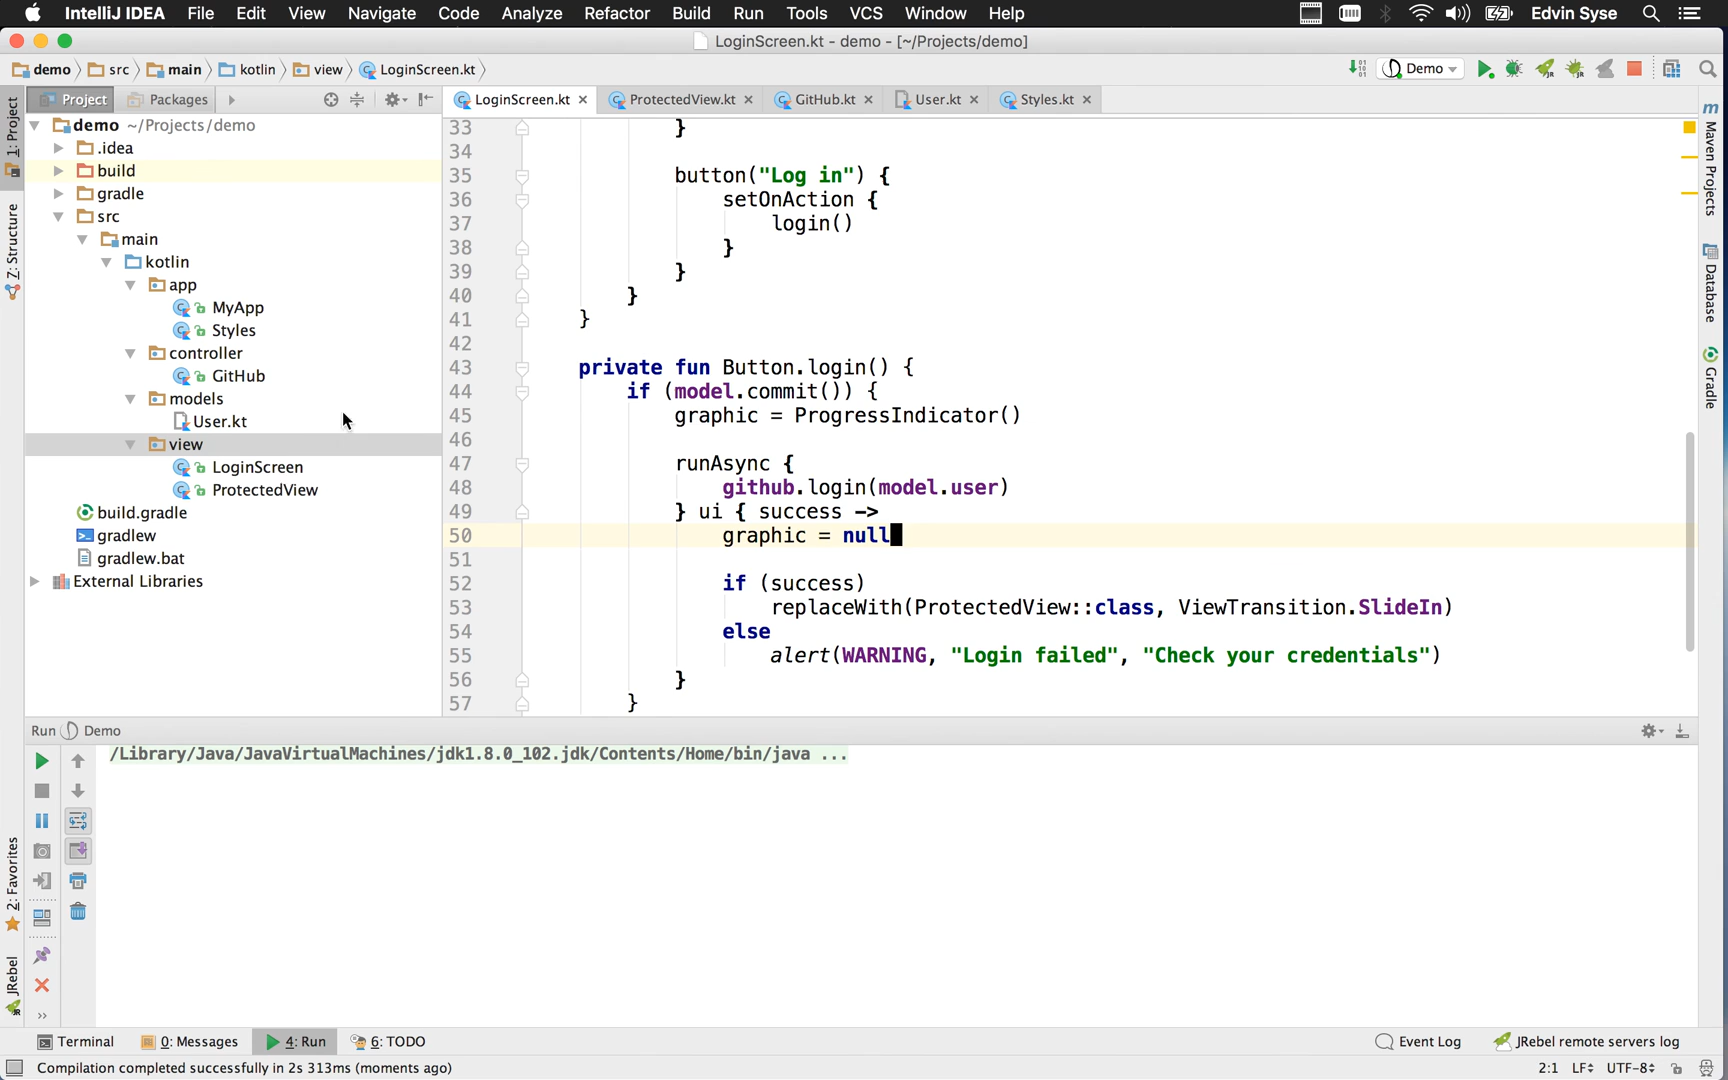 IntelliJ IDEA File Edit View Navigate Code Analyze Refactor Build Run Tools VCS Window Help Edvin Syse
LoginScreen.kt - demo - [~/Projects/demo]
demo src main kotlin view LoginScreen.kt Demo
Project Packages LoginScreen.kt ProtectedView.kt GitHub.kt User.kt Styles.kt
1: Project
Z: Structure
2: Favorites
JRebel
demo ~/Projects/demo
.idea
build
gradle
src
main
kotlin
app
MyApp
Styles
controller
GitHub
models
User.kt
view
LoginScreen
ProtectedView
build.gradle
gradlew
gradlew.bat
External Libraries
33 }
34
35 button("Log in") {
36 setOnAction {
37 login()
38 }
39 }
40 }
41 }
42
43 private fun Button.login() {
44 if (model.commit()) {
45 graphic = ProgressIndicator()
46
47 runAsync {
48 github.login(model.user)
49 } ui { success ->
50 graphic = null
51
52 if (success)
53 replaceWith(ProtectedView::class, ViewTransition.SlideIn)
54 else
55 alert(WARNING, "Login failed", "Check your credentials")
56 }
57 }
m
Maven Projects
Database
Gradle
Run Demo
/Library/Java/JavaVirtualMachines/jdk1.8.0_102.jdk/Contents/Home/bin/java ...
Terminal 0: Messages 4: Run 6: TODO Event Log JRebel remote servers log
Compilation completed successfully in 2s 313ms (moments ago) 2:1 LF UTF-8